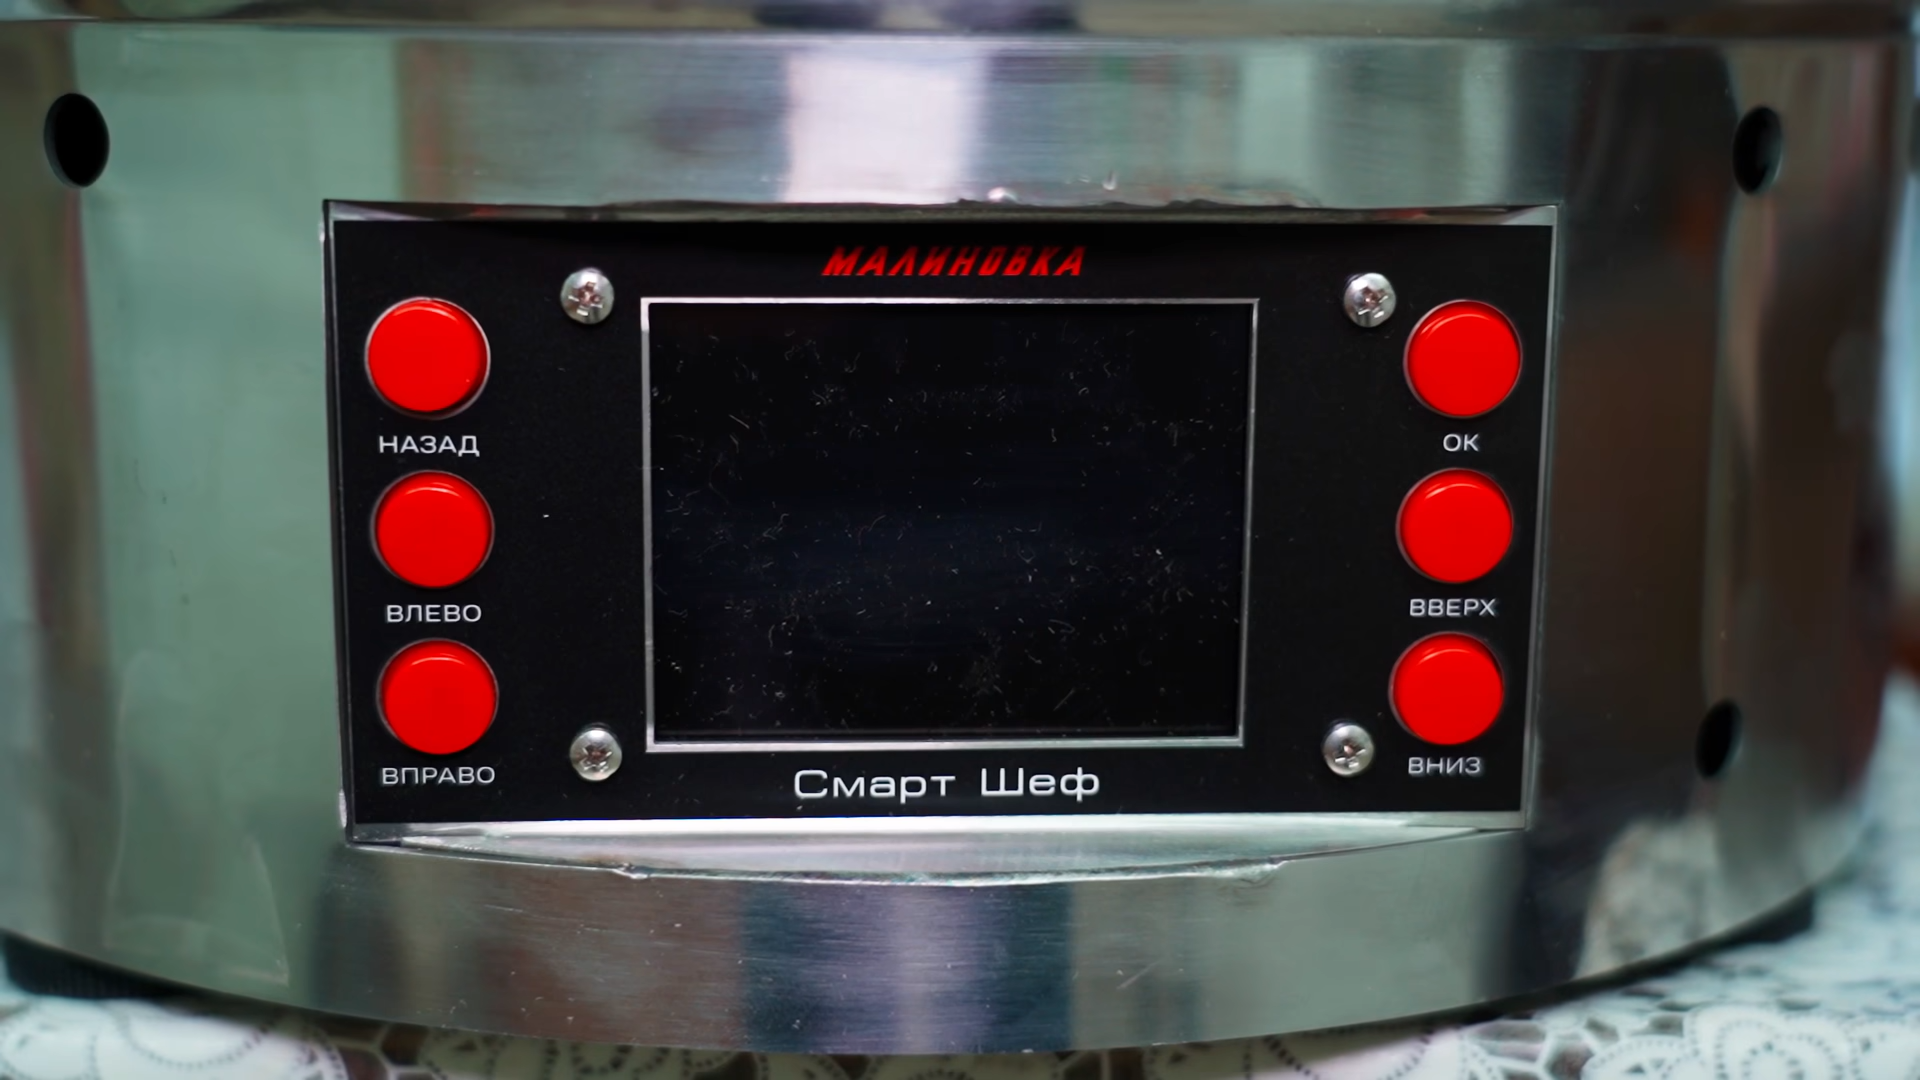 МАЛИНОВКА
НАЗАД
ВЛЕВО
ВПРАВО
ОК
ВВЕРХ
ВНИЗ
Смарт Шеф